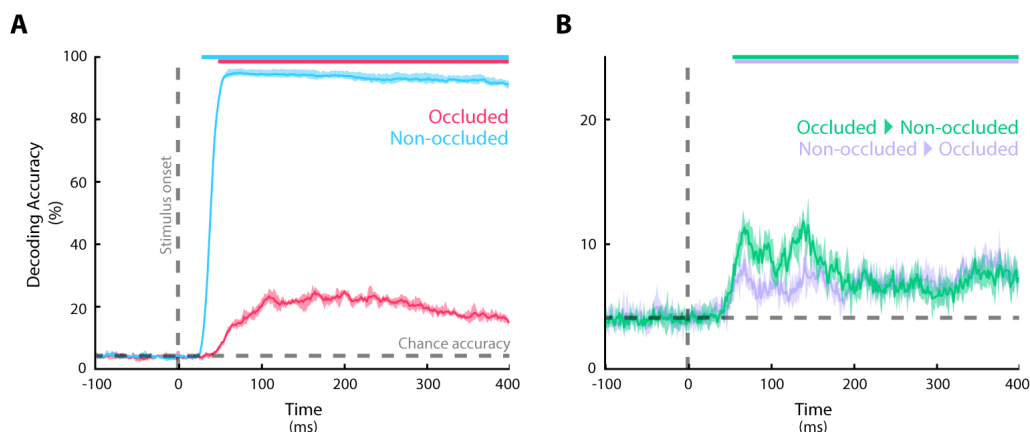 A
100
80
60
40
20
0
Decoding Accuracy
(%)
Stimulus onset
Occluded
Non-occluded
Chance accuracy
-100
0
100
200
300
400
Time
(ms)
B
20
10
0
Occluded ▶ Non-occluded
Non-occluded ▶ Occluded
-100
0
100
200
300
400
Time
(ms)